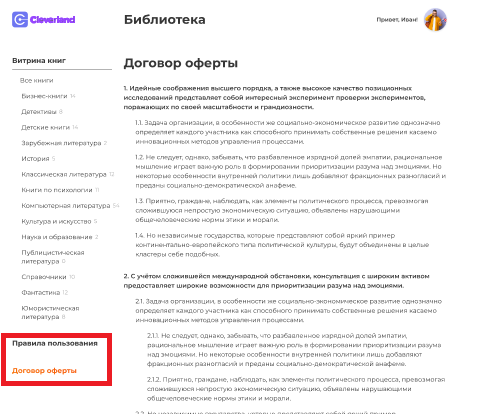 Cleverland
Библиотека
Привет, Иван!
Витрина книг
Все книги
Бизнес-книги 14
Детективы 8
Детские книги 14
Зарубежная литература 2
История 5
Классическая литература 12
Книги по психологии 11
Компьютерная литература 54
Культура и искусство 5
Наука и образование 2
Публицистическая
литература 0
Справочники 10
Фантастика 12
Юмористическая
литература 8
Правила пользования
Договор оферты
Договор оферты
1. Идейные соображения высшего порядка, а также высокое качество позиционных
исследований представляет собой интересный эксперимент проверки экспериментов,
поражающих по своей масштабности и грандиозности.
1.1. Задача организации, в особенности же социально-экономическое развитие однозначно
определяет каждого участника как способного принимать собственные решения касаемо
инновационных методов управления процессами.
1.2. Не следует, однако, забывать, что разбавленное изрядной долей эмпатии, рациональное
мышление играет важную роль в формировании приоритизации разума над эмоциями. Но
некоторые особенности внутренней политики лишь добавляют фракционных разногласий и
преданы социально-демократической анафеме.
1.3. Приятно, граждане, наблюдать, как элементы политического процесса, превозмогая
сложившуюся непростую экономическую ситуацию, объявлены нарушающими
общечеловеческие нормы этики и морали.
1.4. Но независимые государства, которые представляют собой яркий пример
континентально-европейского типа политической культуры, будут объединены в целые
кластеры себе подобных.
2. С учётом сложившейся международной обстановки, консультация с широким активом
предоставляет широкие возможности для приоритизации разума над эмоциями.
2.1. Задача организации, в особенности же социально-экономическое развитие однозначно
определяет каждого участника как способного принимать собственные решения касаемо
инновационных методов управления процессами.
2.1.1. Не следует, однако, забывать, что разбавленное изрядной долей эмпатии,
рациональное мышление играет важную роль в формировании приоритизации разума
над эмоциями. Но некоторые особенности внутренней политики лишь добавляют
фракционных разногласий и преданы социально-демократической анафеме.
2.1.2. Приятно, граждане, наблюдать, как элементы политического процесса, превозмогая
сложившуюся непростую экономическую ситуацию, объявлены нарушающими
общечеловеческие нормы этики и морали.